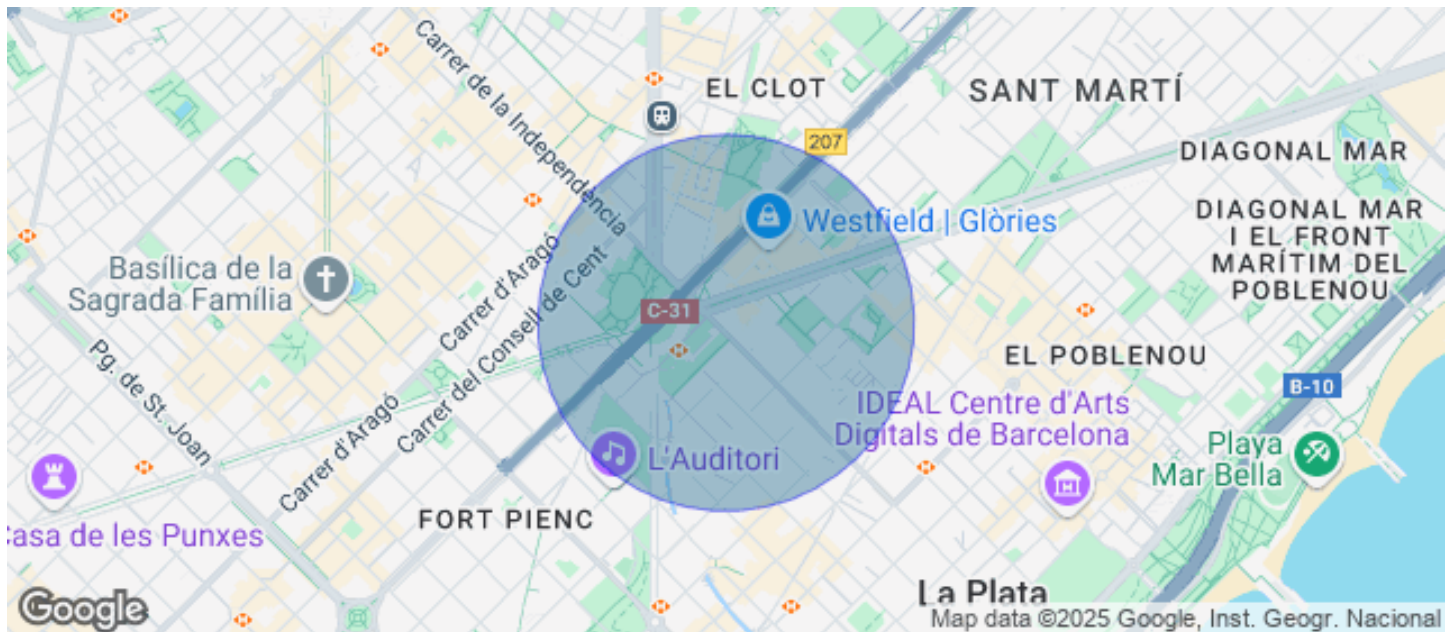 Carrer de la Independència
EL CLOT
SANT MARTÍ
207
DIAGONAL MAR
DIAGONAL MAR
I EL FRONT
MARÍTIM DEL
POBLENOU
Westfield | Glòries
Basílica de la
Sagrada Família
Carrer d'Aragó
Carrer del Consell de Cent
C-31
EL POBLENOU
B-10
Pg. de St. Joan
Carrer d'Aragó
IDEAL Centre d'Arts
Digitals de Barcelona
Playa
Mar Bella
L'Auditori
FORT PIENC
asa de les Punxes
La Plata
Google
Map data ©2025 Google, Inst. Geogr. Nacional